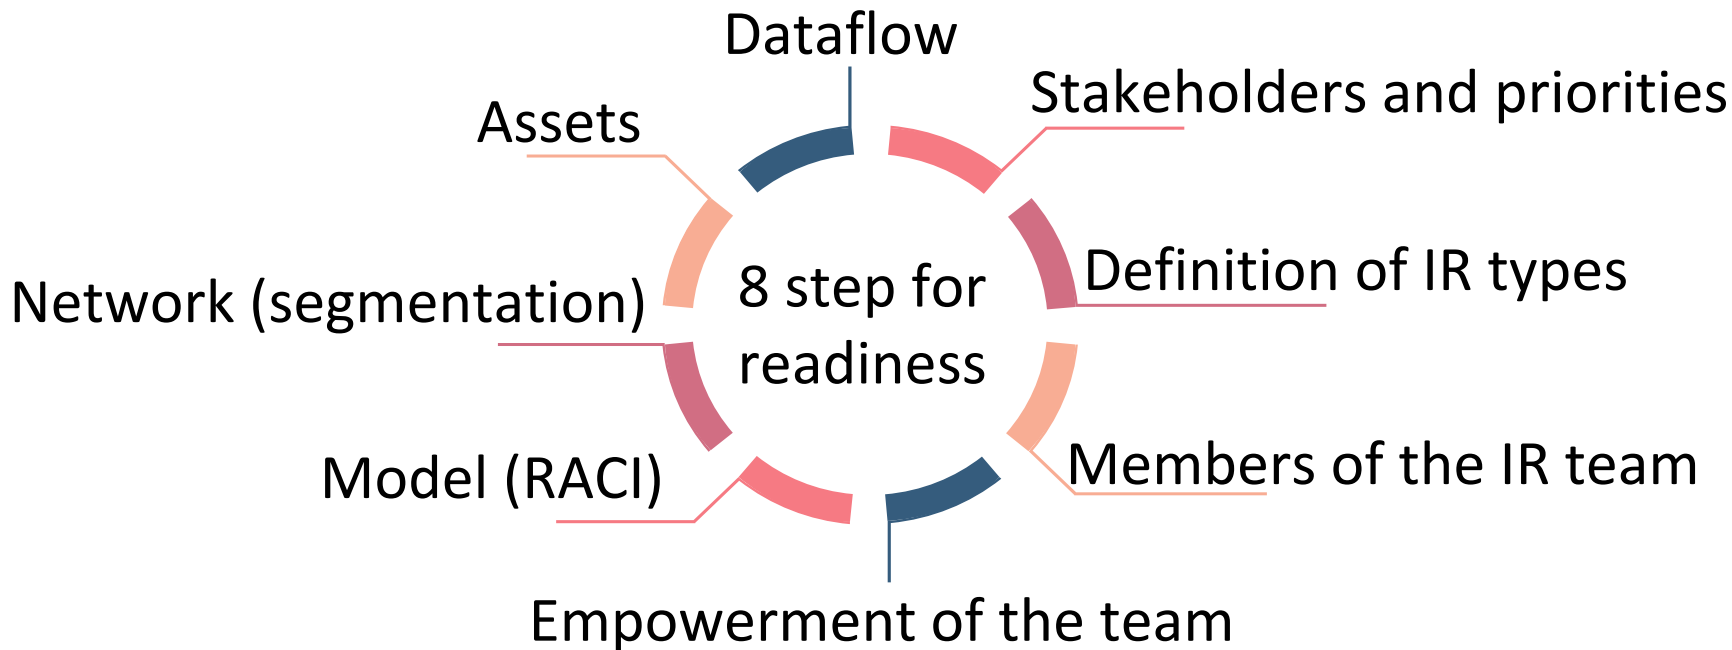 Dataflow
Stakeholders and priorities
Assets
Definition of IR types
Network (segmentation)
8 step for
readiness
Members of the IR team
Model (RACI)
Empowerment of the team